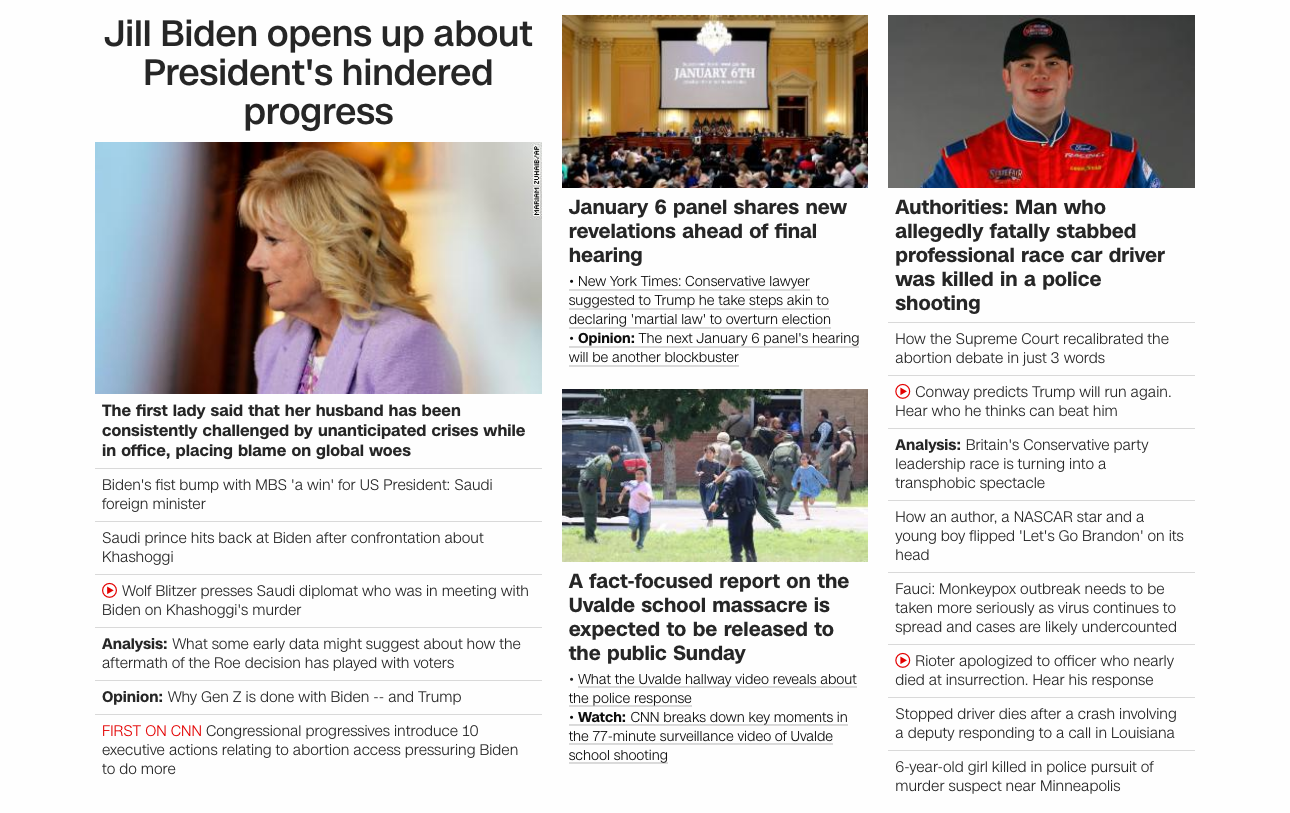 Jill Biden opens up about
President's hindered
progress
MARIAM ZUHAIB/AP
The first lady said that her husband has been
consistently challenged by unanticipated crises while
in office, placing blame on global woes
Biden's fist bump with MBS 'a win' for US President: Saudi
foreign minister
Saudi prince hits back at Biden after confrontation about
Khashoggi
Wolf Blitzer presses Saudi diplomat who was in meeting with
Biden on Khashoggi's murder
Analysis: What some early data might suggest about how the
aftermath of the Roe decision has played with voters
Opinion: Why Gen Z is done with Biden -- and Trump
FIRST ON CNN Congressional progressives introduce 10
executive actions relating to abortion access pressuring Biden
to do more
JANUARY 6TH
January 6 panel shares new
revelations ahead of final
hearing
• New York Times: Conservative lawyer
suggested to Trump he take steps akin to
declaring 'martial law' to overturn election
• Opinion: The next January 6 panel's hearing
will be another blockbuster
A fact-focused report on the
Uvalde school massacre is
expected to be released to
the public Sunday
• What the Uvalde hallway video reveals about
the police response
• Watch: CNN breaks down key moments in
the 77-minute surveillance video of Uvalde
school shooting
Ford
RACING
STATE FAIR
Authorities: Man who
allegedly fatally stabbed
professional race car driver
was killed in a police
shooting
How the Supreme Court recalibrated the
abortion debate in just 3 words
Conway predicts Trump will run again.
Hear who he thinks can beat him
Analysis: Britain's Conservative party
leadership race is turning into a
transphobic spectacle
How an author, a NASCAR star and a
young boy flipped 'Let's Go Brandon' on its
head
Fauci: Monkeypox outbreak needs to be
taken more seriously as virus continues to
spread and cases are likely undercounted
Rioter apologized to officer who nearly
died at insurrection. Hear his response
Stopped driver dies after a crash involving
a deputy responding to a call in Louisiana
6-year-old girl killed in police pursuit of
murder suspect near Minneapolis